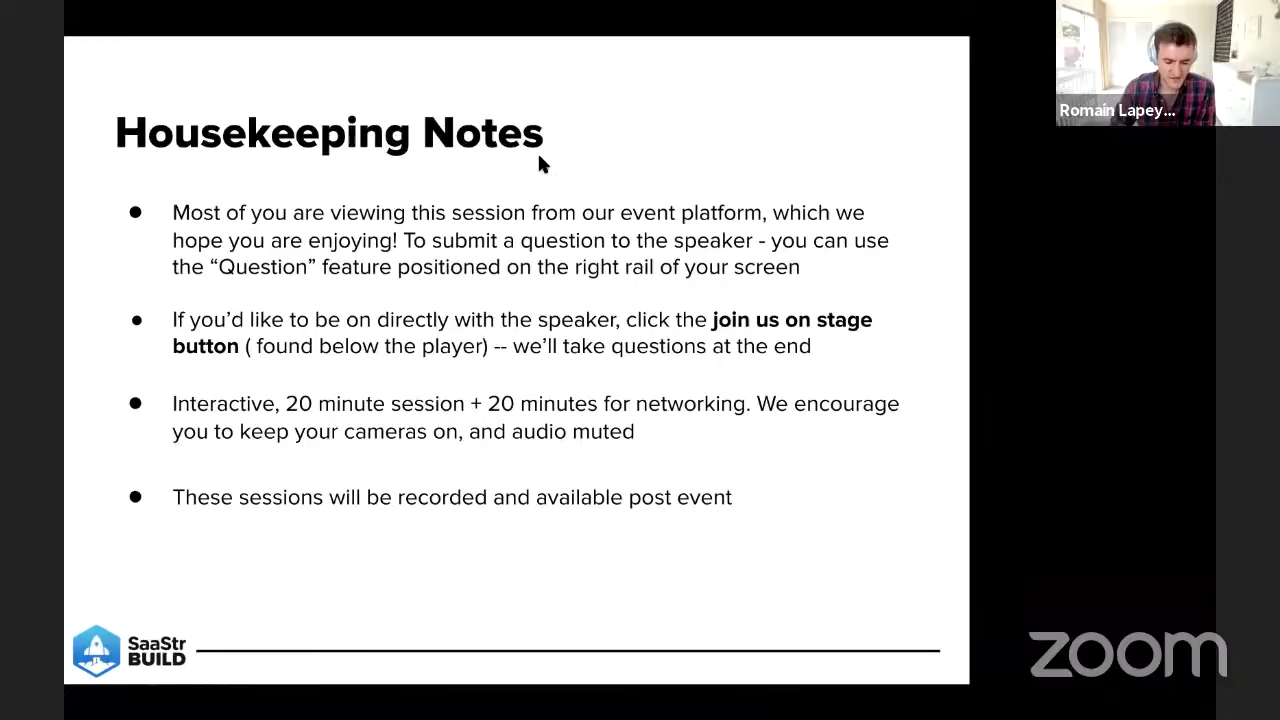 Housekeeping Notes
Most of you are viewing this session from our event platform, which we
hope you are enjoying! To submit a question to the speaker - you can use
the “Question” feature positioned on the right rail of your screen
If you’d like to be on directly with the speaker, click the join us on stage
button ( found below the player) -- we’ll take questions at the end
Interactive, 20 minute session + 20 minutes for networking. We encourage
you to keep your cameras on, and audio muted
These sessions will be recorded and available post event
SaaStr
BUILD
Romain Lapey...
zoom